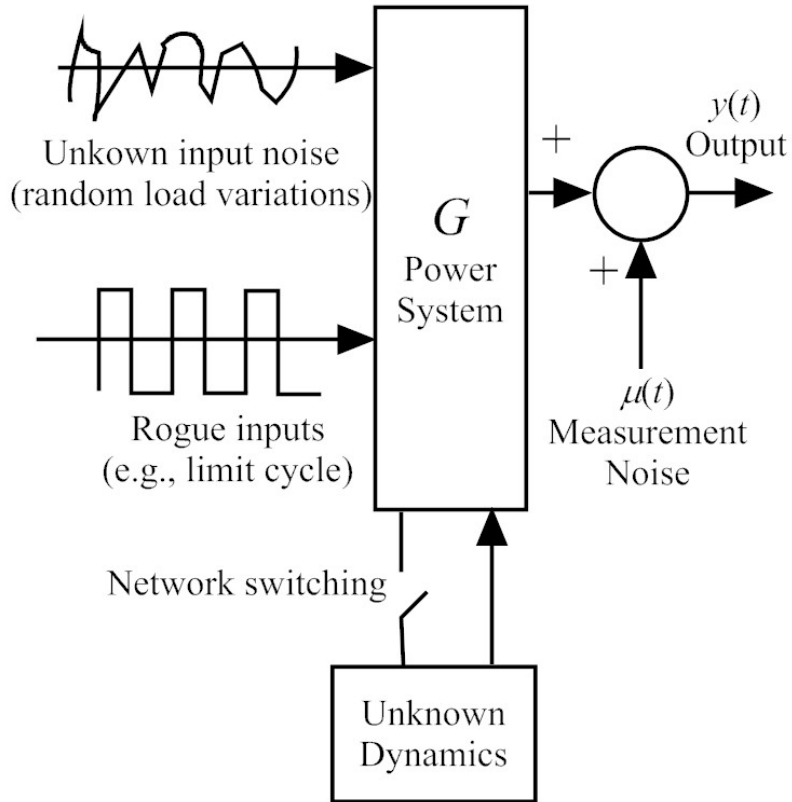 Unkown input noise
(random load variations)
Rogue inputs
(e.g., limit cycle)
G
Power
System
+
y(t)
Output
+
μ(t)
Measurement
Noise
Network switching
Unknown
Dynamics